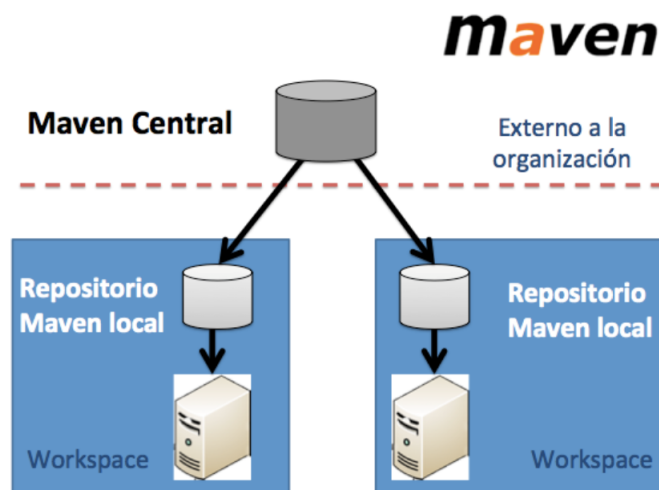 maven
Maven Central
Externo a la
organización
Repositorio
Maven local
Repositorio
Maven local
Workspace
Workspace